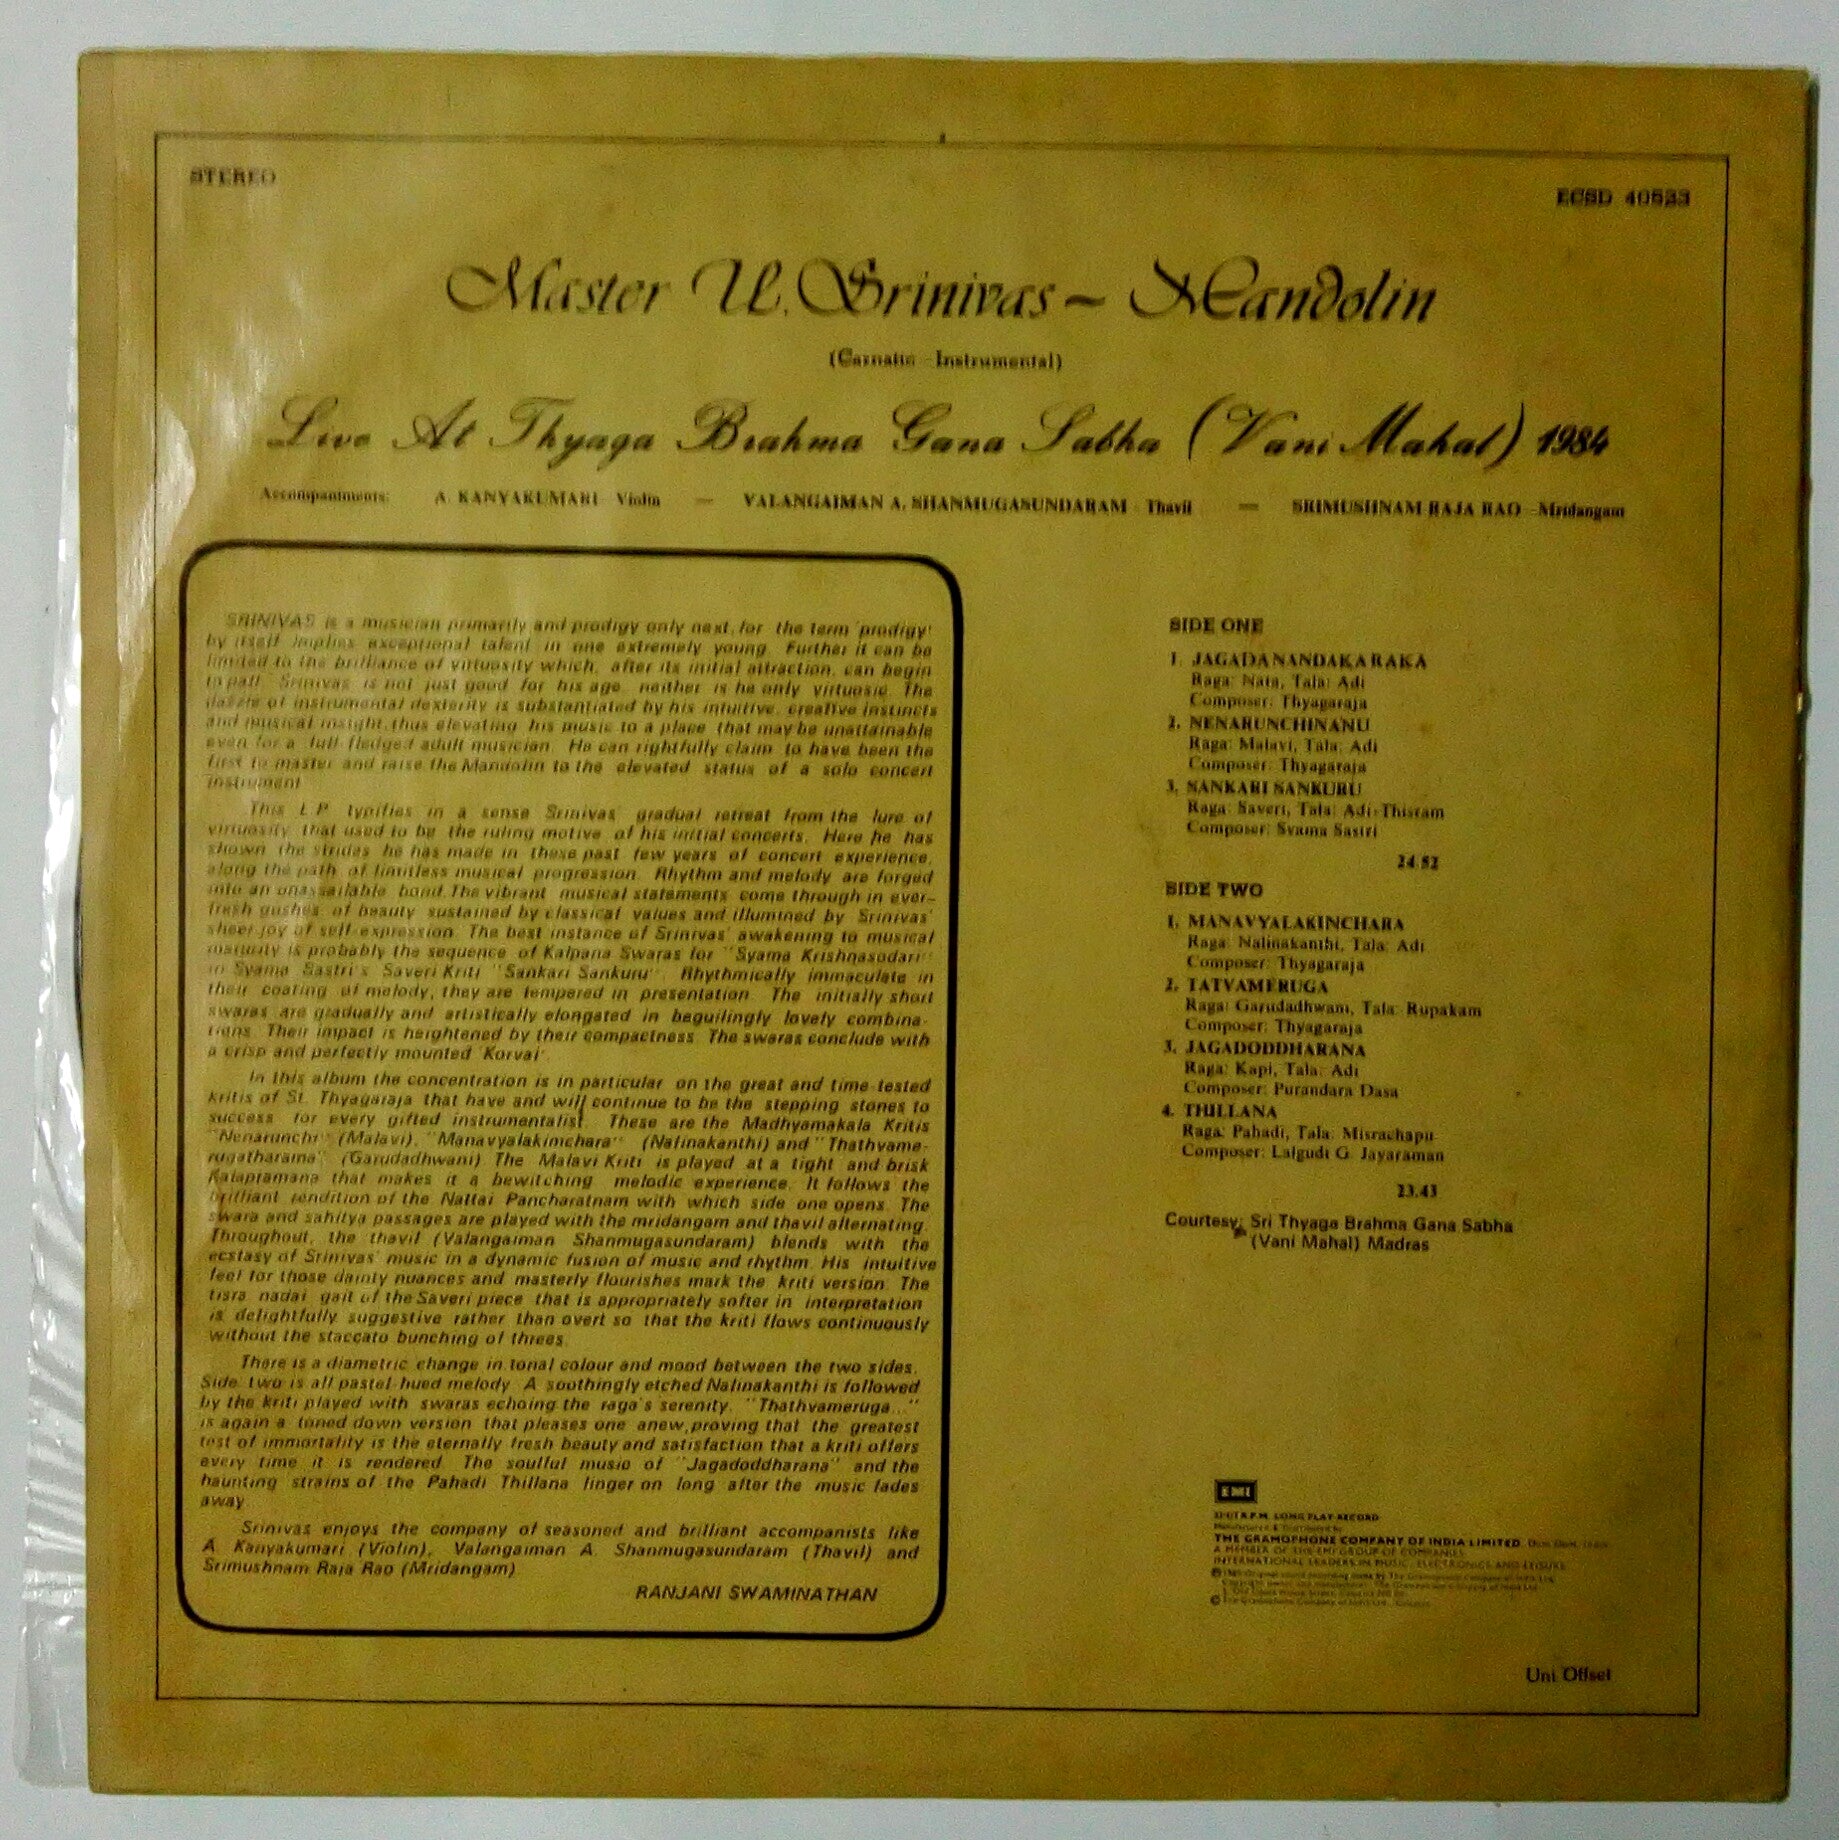 STEREO
ECSD 40533
Master U. Srinivas ~ Mandolin
(Carnatic - Instrumental)
Live At Thyaga Brahma Gana Sabha (Vani Mahal) 1984
Accompaniments: A. KANYAKUMARI - Violin — VALANGAIMAN A. SHANMUGASUNDARAM - Thavil — SRIMUSHNAM RAJA RAO - Mridangam
SRINIVAS is a musician primarily and prodigy only next, for the term 'prodigy'
by itself implies exceptional talent in one extremely young. Further it can be
limited to the brilliance of virtuosity which, after its initial attraction, can begin
to pall. Srinivas is not just good for his age, neither is he only virtuosic. The
dazzle of instrumental dexterity is substantiated by his intuitive, creative instincts
and musical insight, thus elevating his music to a place that may be unattainable
even for a full fledged adult musician. He can rightfully claim to have been the
first to master and raise the Mandolin to the elevated status of a solo concert
instrument.
This L P typifies in a sense Srinivas' gradual retreat from the lure of
virtuosity that used to be the ruling motive of his initial concerts. Here he has
shown the strides he has made in these past few years of concert experience,
along the path of limitless musical progression. Rhythm and melody are forged
into an unassailable bond. The vibrant musical statements come through in ever-
fresh gushes of beauty sustained by classical values and illumined by Srinivas'
sheer joy of self-expression. The best instance of Srinivas' awakening to musical
maturity is probably the sequence of Kalpana Swaras for "Syama Krishnasodari"
in Syama Sastri's Saveri Kriti "Sankari Sankuru". Rhythmically immaculate in
their coating of melody, they are tempered in presentation. The initially short
swaras are gradually and artistically elongated in beguilingly lovely combina-
tions. Their impact is heightened by their compactness. The swaras conclude with
a crisp and perfectly mounted 'Korvai'.
In this album the concentration is in particular on the great and time-tested
kritis of St. Thyagaraja that have and will continue to be the stepping stones to
success for every gifted instrumentalist. These are the Madhyamakala Kritis
"Nenarunchi" (Malavi), "Manavyalakimchara" (Nalinakanthi) and "Thathvame-
rugatharama" (Garudadhwani) The Malavi Kriti is played at a tight and brisk
Kalapramana that makes it a bewitching melodic experience. It follows the
brilliant rendition of the Nattai Pancharatnam with which side one opens. The
swara and sahitya passages are played with the mridangam and thavil alternating.
Throughout, the thavil (Valangaiman Shanmugasundaram) blends with the
ecstasy of Srinivas' music in a dynamic fusion of music and rhythm. His intuitive
feel for those dainty nuances and masterly flourishes mark the kriti version. The
tisra nadai gait of the Saveri piece that is appropriately softer in interpretation
is delightfully suggestive rather than overt so that the kriti flows continuously
without the staccato bunching of threes.
There is a diametric change in tonal colour and mood between the two sides.
Side two is all pastel-hued melody. A soothingly etched Nalinakanthi is followed
by the kriti played with swaras echoing the raga's serenity. "Thathvameruga..."
is again a toned down version that pleases one anew, proving that the greatest
test of immortality is the eternally fresh beauty and satisfaction that a kriti offers
every time it is rendered. The soulful music of "Jagadoddharana" and the
haunting strains of the Pahadi Thillana linger on long after the music fades
away.
Srinivas enjoys the company of seasoned and brilliant accompanists like
A Kanyakumari (Violin), Valangaiman A. Shanmugasundaram (Thavil) and
Srimushnam Raja Rao (Mridangam)
RANJANI SWAMINATHAN
SIDE ONE
1. JAGADANANDAKARAKA
Raga: Nata, Tala: Adi
Composer: Thyagaraja
2. NENARUNCHINANU
Raga: Malavi, Tala: Adi
Composer: Thyagaraja
3. SANKARI SANKURU
Raga: Saveri, Tala: Adi-Thisram
Composer: Syama Sastri
24.52
SIDE TWO
1. MANAVYALAKINCHARA
Raga: Nalinakanthi, Tala: Adi
Composer: Thyagaraja
2. TATVAMERUGA
Raga: Garudadhwani, Tala: Rupakam
Composer: Thyagaraja
3. JAGADODDHARANA
Raga: Kapi, Tala: Adi
Composer: Purandara Dasa
4. THILLANA
Raga: Pahadi, Tala: Misrachapu
Composer: Lalgudi G. Jayaraman
23.43
Courtesy: Sri Thyaga Brahma Gana Sabha
(Vani Mahal) Madras
EMI
33-1/3 R.P.M. LONG PLAY RECORD
Manufactured & Distributed by
THE GRAMOPHONE COMPANY OF INDIA LIMITED
A MEMBER OF THE EMI GROUP OF COMPANIES
INTERNATIONAL LEADERS IN MUSIC, ELECTRONICS AND LEISURE
Uni Offset